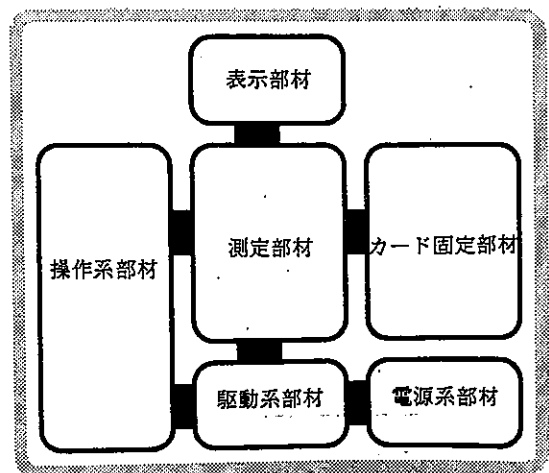 表示部材
操作系部材
測定部材
カード固定部材
駆動系部材
電源系部材